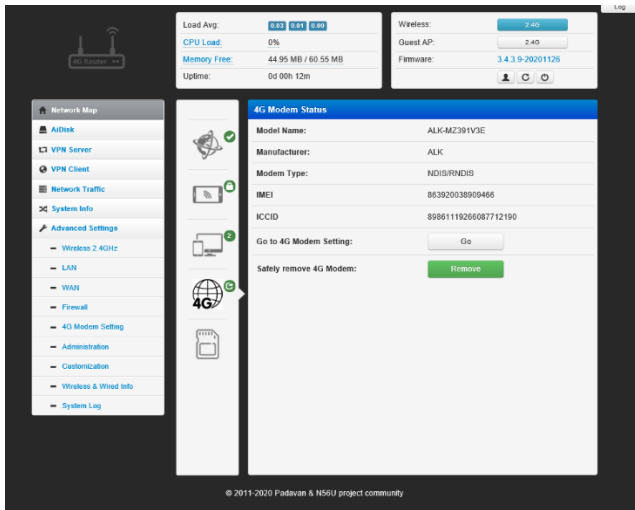 Log
4G Router
Load Avg: 0.03 0.01 0.00
CPU Load: 0%
Memory Free: 44.95 MB / 60.55 MB
Uptime: 0d 00h 12m
Wireless: 2.4G
Guest AP: 2.4G
Firmware: 3.4.3.9-20201126
Network Map
AiDisk
VPN Server
VPN Client
Network Traffic
System Info
Advanced Settings
Wireless 2.4GHz
LAN
WAN
Firewall
4G Modem Setting
Administration
Customization
Wireless & Wired Info
System Log
2
4G
4G Modem Status
Model Name: ALK-MZ391V3E
Manufacturer: ALK
Modem Type: NDIS/RNDIS
IMEI 863920038909466
ICCID 89861119266087712190
Go to 4G Modem Setting: Go
Safely remove 4G Modem: Remove
© 2011-2020 Padavan & N56U project community